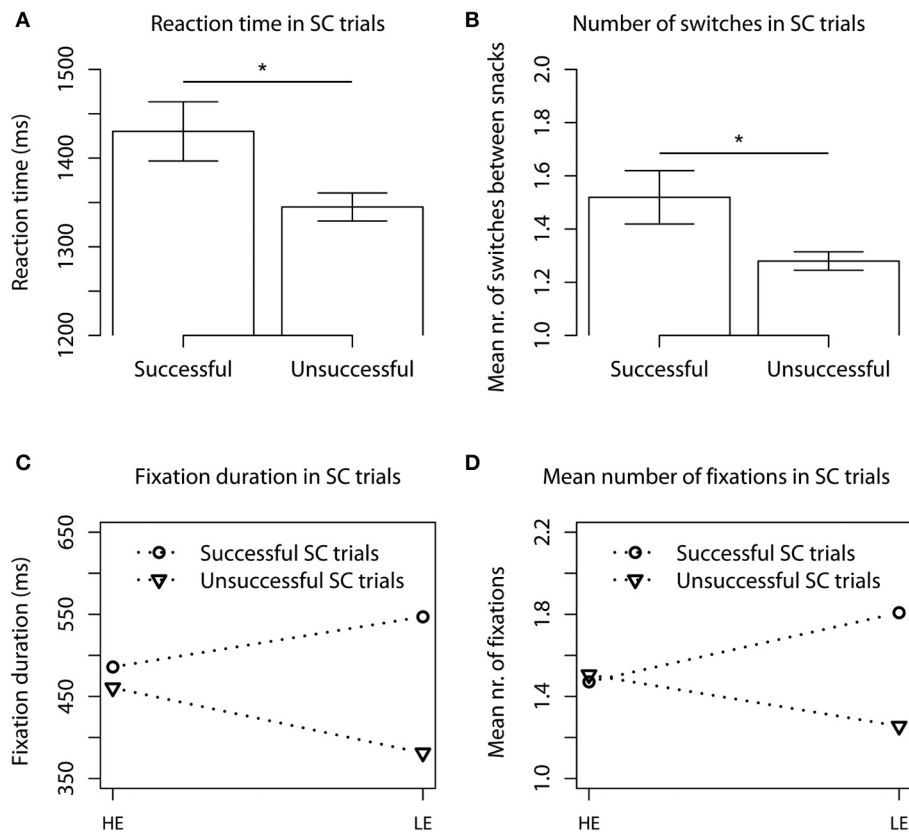 A
Reaction time in SC trials
Reaction time (ms)
1500
1400
1300
1200
*
Successful
Unsuccessful
B
Number of switches in SC trials
Mean nr. of switches between snacks
2.0
1.8
1.6
1.4
1.2
1.0
*
Successful
Unsuccessful
C
Fixation duration in SC trials
Fixation duration (ms)
650
550
450
350
Successful SC trials
Unsuccessful SC trials
HE
LE
D
Mean number of fixations in SC trials
Mean nr. of fixations
2.2
1.8
1.4
1.0
Successful SC trials
Unsuccessful SC trials
HE
LE